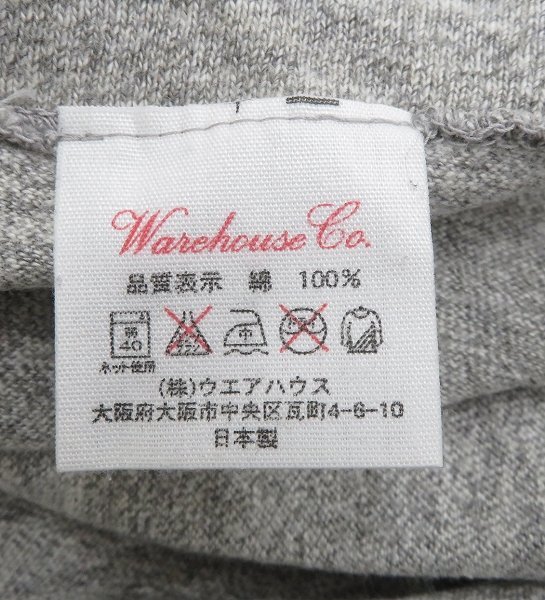 Warehouse Co.
品質表示 綿 100%
弱 40 中
ネット使用
(株)ウエアハウス
大阪府大阪市中央区瓦町4-6-10
日本製